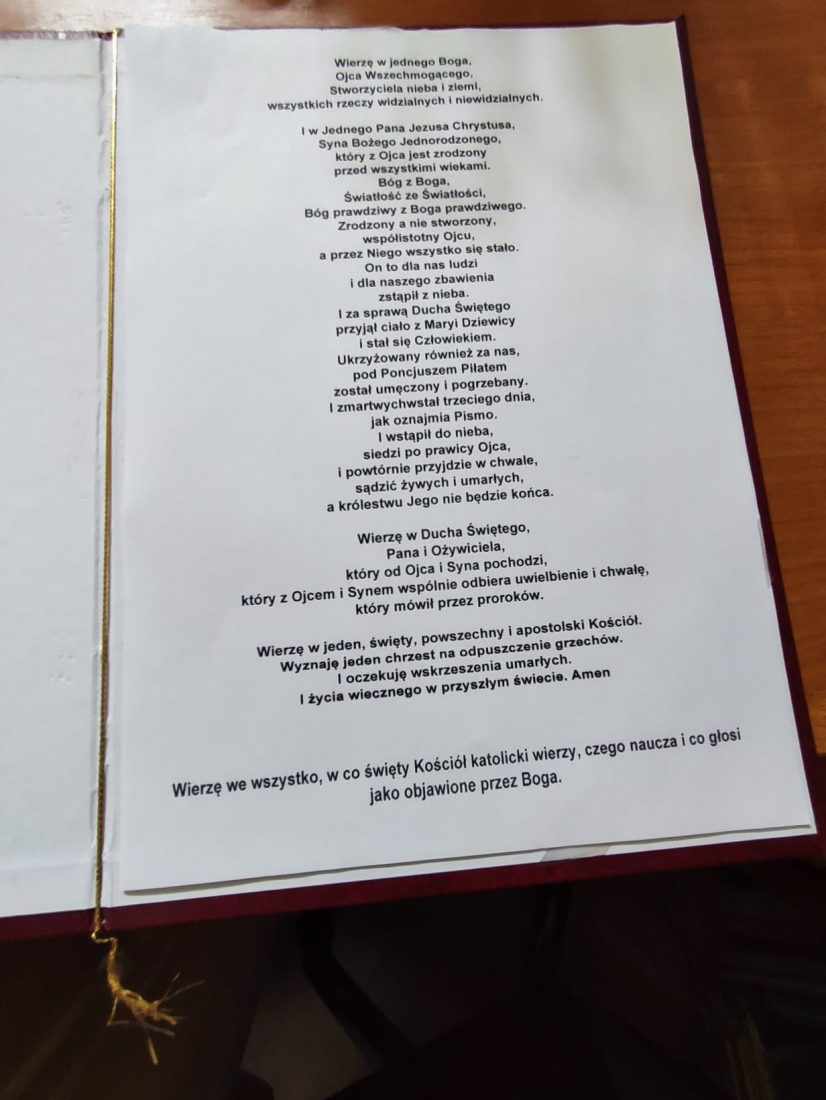 Wierzę w jednego Boga,
Ojca Wszechmogącego,
Stworzyciela nieba i ziemi,
wszystkich rzeczy widzialnych i niewidzialnych.
I w Jednego Pana Jezusa Chrystusa,
Syna Bożego Jednorodzonego,
który z Ojca jest zrodzony
przed wszystkimi wiekami.
Bóg z Boga,
Światłość ze Światłości,
Bóg prawdziwy z Boga prawdziwego.
Zrodzony a nie stworzony,
współistotny Ojcu,
a przez Niego wszystko się stało.
On to dla nas ludzi
i dla naszego zbawienia
zstąpił z nieba.
I za sprawą Ducha Świętego
przyjął ciało z Maryi Dziewicy
i stał się Człowiekiem.
Ukrzyżowany również za nas,
pod Poncjuszem Piłatem
został umęczony i pogrzebany.
I zmartwychwstał trzeciego dnia,
jak oznajmia Pismo.
I wstąpił do nieba,
siedzi po prawicy Ojca,
i powtórnie przyjdzie w chwale,
sądzić żywych i umarłych,
a królestwu Jego nie będzie końca.
Wierzę w Ducha Świętego,
Pana i Ożywiciela,
który od Ojca i Syna pochodzi,
który z Ojcem i Synem wspólnie odbiera uwielbienie i chwałę,
który mówił przez proroków.
Wierzę w jeden, święty, powszechny i apostolski Kościół.
Wyznaję jeden chrzest na odpuszczenie grzechów.
I oczekuję wskrzeszenia umarłych.
I życia wiecznego w przyszłym świecie. Amen
Wierzę we wszystko, w co święty Kościół katolicki wierzy, czego naucza i co głosi
jako objawione przez Boga.